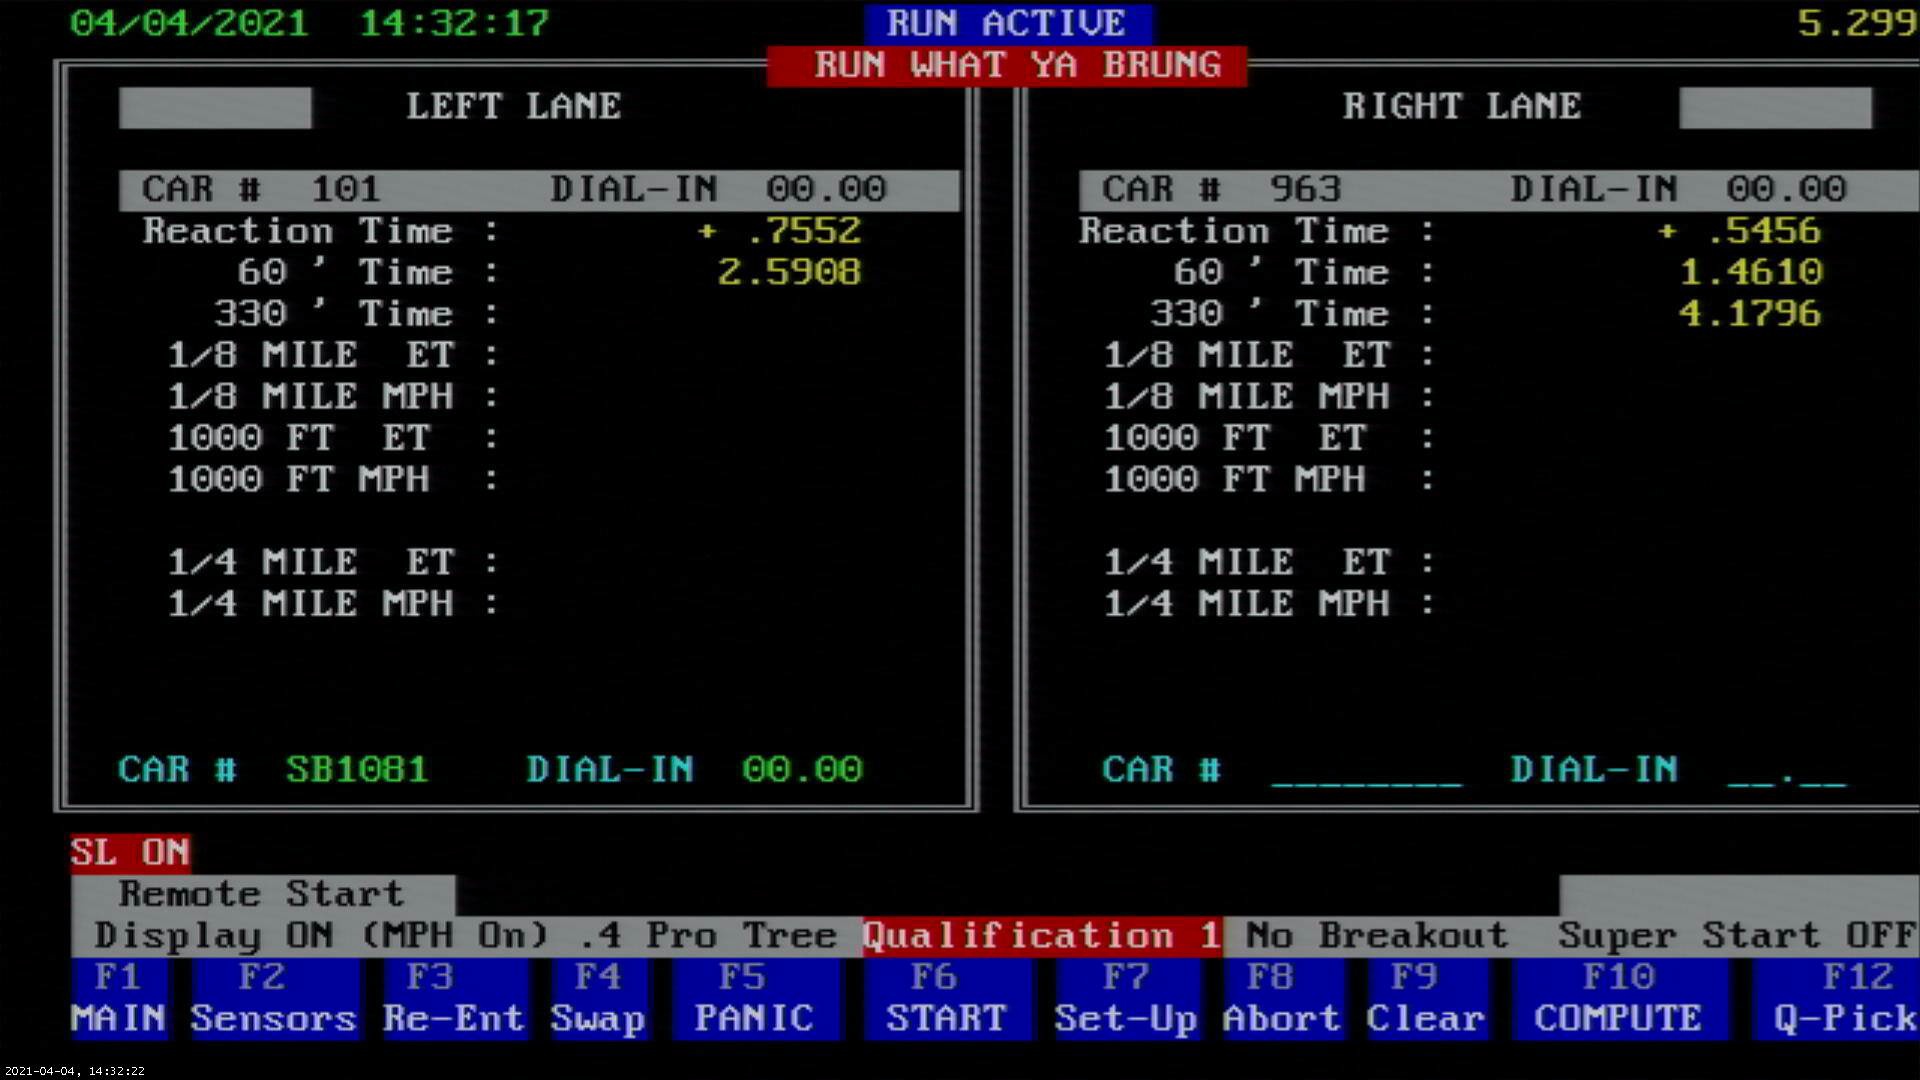 04/04/2021 14:32:17 RUN ACTIVE 5.299
RUN WHAT YA BRUNG
LEFT LANE
CAR # 101 DIAL-IN 00.00
Reaction Time : + .7552
60 ' Time : 2.5908
330 ' Time :
1/8 MILE ET :
1/8 MILE MPH :
1000 FT ET :
1000 FT MPH :
1/4 MILE ET :
1/4 MILE MPH :
CAR # SB1081 DIAL-IN 00.00
RIGHT LANE
CAR # 963 DIAL-IN 00.00
Reaction Time : + .5456
60 ' Time : 1.4610
330 ' Time : 4.1796
1/8 MILE ET :
1/8 MILE MPH :
1000 FT ET :
1000 FT MPH :
1/4 MILE ET :
1/4 MILE MPH :
CAR # ________ DIAL-IN __.__
SL ON
Remote Start
Display ON (MPH On) .4 Pro Tree Qualification 1 No Breakout Super Start OFF
F1 F2 F3 F4 F5 F6 F7 F8 F9 F10 F12
MAIN Sensors Re-Ent Swap PANIC START Set-Up Abort Clear COMPUTE Q-Pick
2021-04-04, 14:32:22